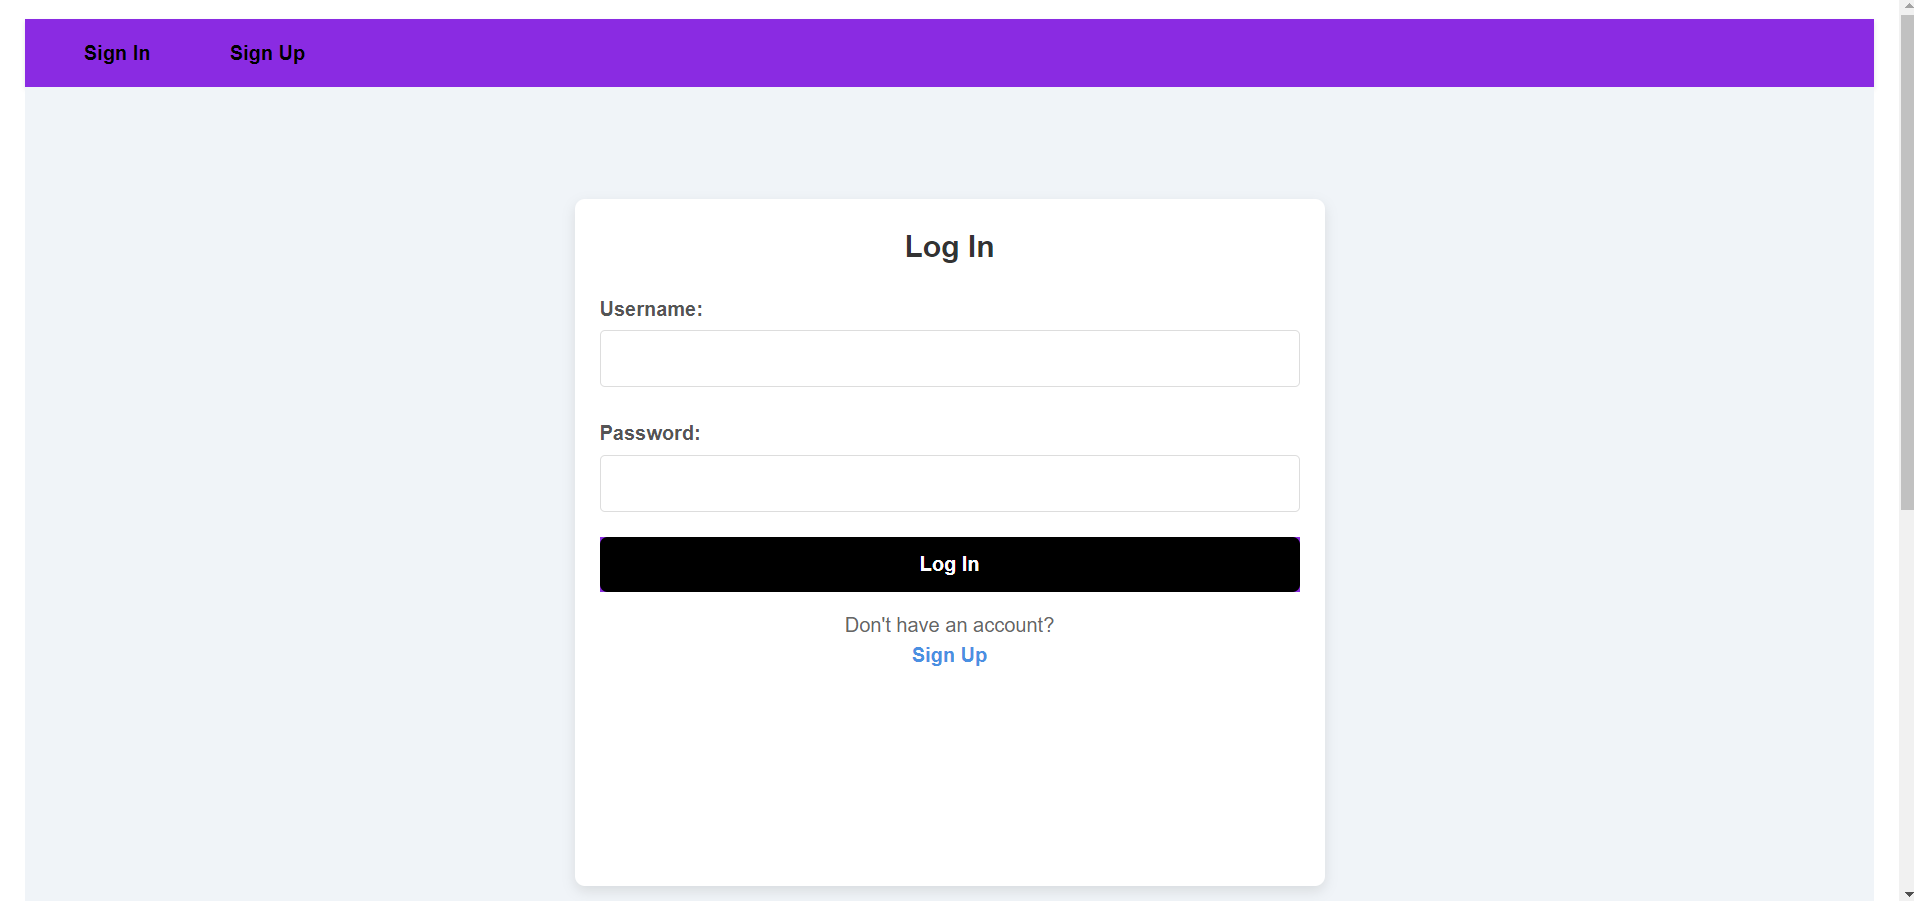 Sign In Sign Up
Log In
Username:
Password:
Log In
Don't have an account?
Sign Up